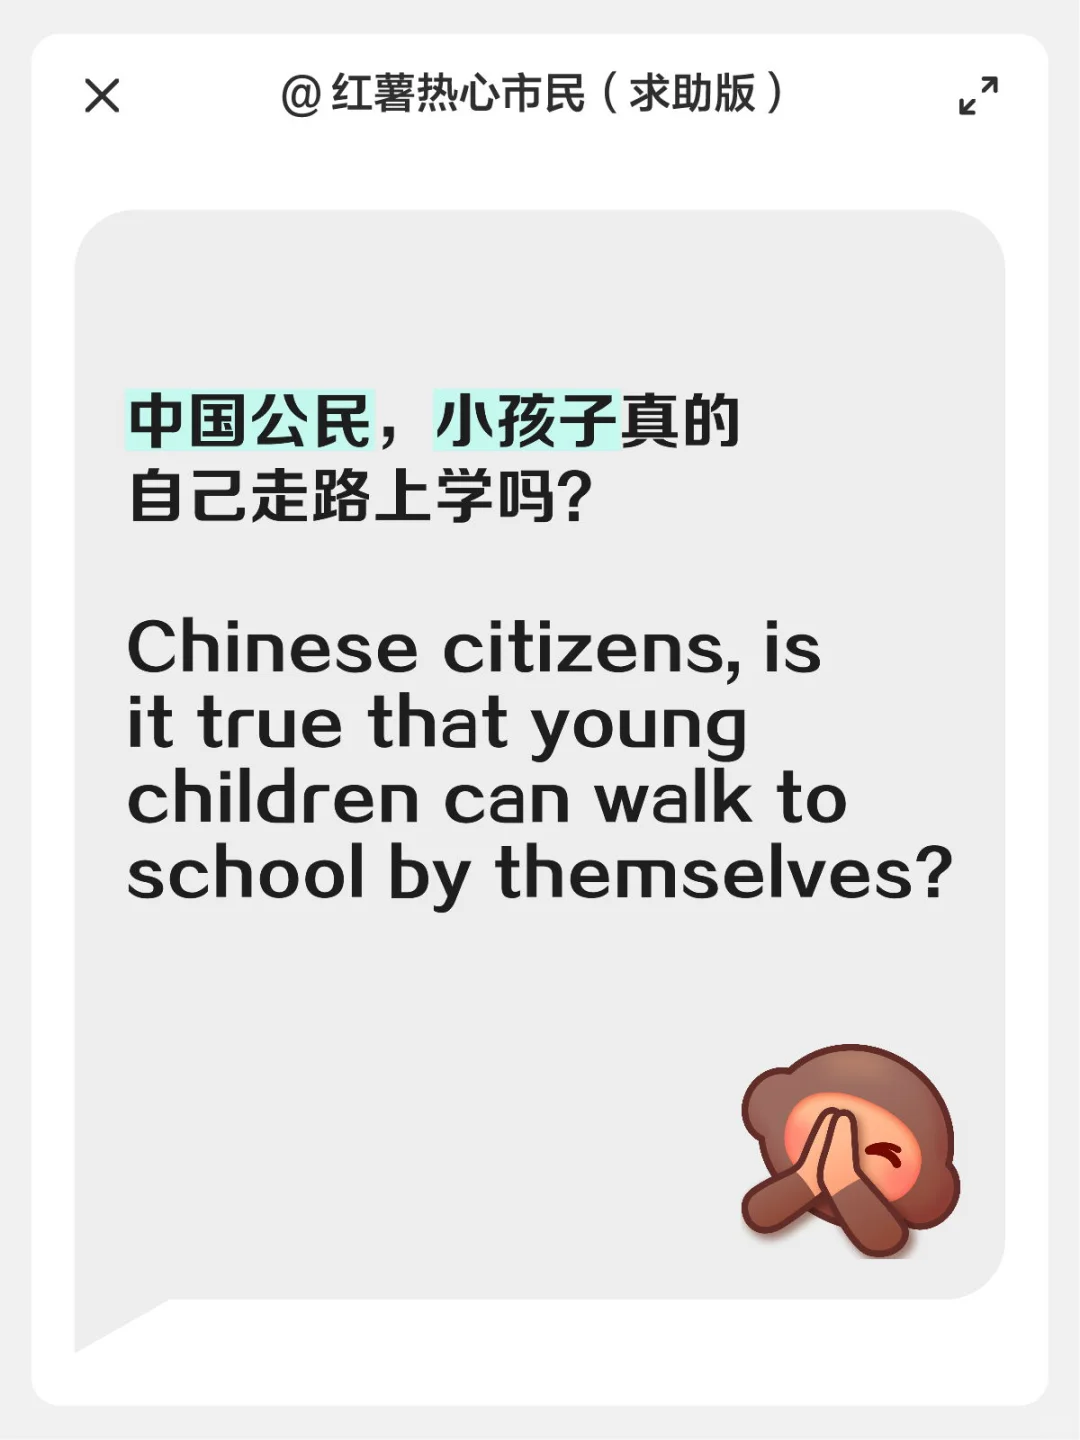 @红薯热心市民（求助版）
中国公民，小孩子真的
自己走路上学吗？
Chinese citizens, is
it true that young
children can walk to
school by themselves?